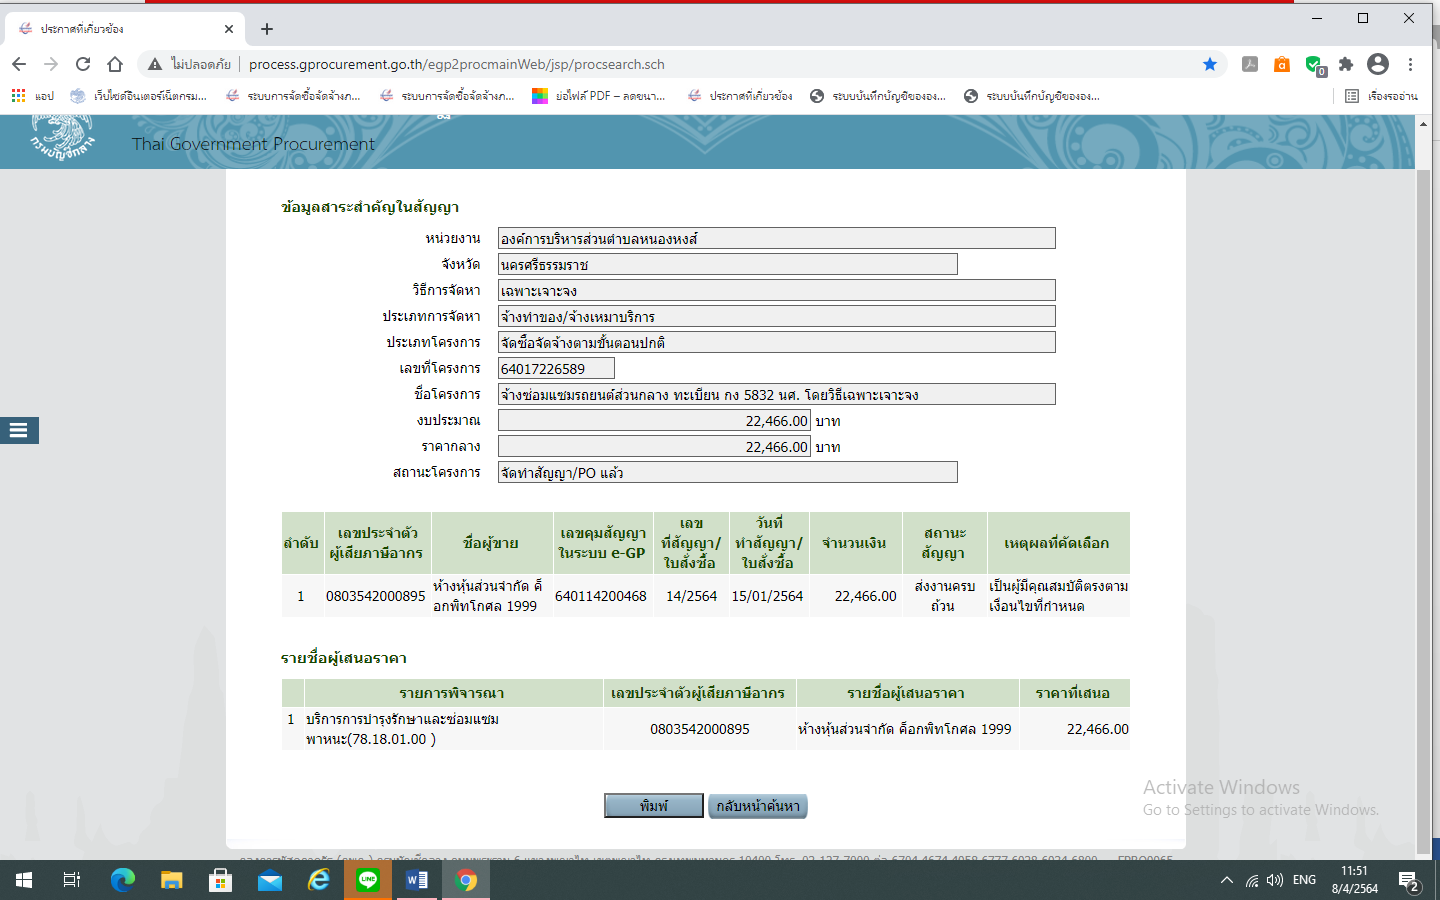 ประกาศที่เกี่ยวข้อง
ไม่ปลอดภัย | process.gprocurement.go.th/egp2procmainWeb/jsp/procsearch.sch
0
แอป เว็บไซต์อินเตอร์เน็ตกรม... ระบบการจัดซื้อจัดจ้างภ... ระบบการจัดซื้อจัดจ้างภ... ย่อไฟล์ PDF – ลดขนา... ประกาศที่เกี่ยวข้อง ระบบบันทึกบัญชีขององ... ระบบบันทึกบัญชีขององ... เรื่องรออ่าน
กรมบัญชีกลาง
Thai Government Procurement
ข้อมูลสาระสำคัญในสัญญา
หน่วยงาน องค์การบริหารส่วนตำบลหนองหงส์
จังหวัด นครศรีธรรมราช
วิธีการจัดหา เฉพาะเจาะจง
ประเภทการจัดหา จ้างทำของ/จ้างเหมาบริการ
ประเภทโครงการ จัดซื้อจัดจ้างตามขั้นตอนปกติ
เลขที่โครงการ 64017226589
ชื่อโครงการ จ้างซ่อมแซมรถยนต์ส่วนกลาง ทะเบียน กง 5832 นศ. โดยวิธีเฉพาะเจาะจง
งบประมาณ 22,466.00 บาท
ราคากลาง 22,466.00 บาท
สถานะโครงการ จัดทำสัญญา/PO แล้ว
ลำดับ เลขประจำตัวผู้เสียภาษีอากร ชื่อผู้ขาย เลขคุมสัญญาในระบบ e-GP เลขที่สัญญา/ใบสั่งซื้อ วันที่ทำสัญญา/ใบสั่งซื้อ จำนวนเงิน สถานะสัญญา เหตุผลที่คัดเลือก
1 0803542000895 ห้างหุ้นส่วนจำกัด ค็อกพิทโกศล 1999 640114200468 14/2564 15/01/2564 22,466.00 ส่งงานครบถ้วน เป็นผู้มีคุณสมบัติตรงตามเงื่อนไขที่กำหนด
รายชื่อผู้เสนอราคา
รายการพิจารณา เลขประจำตัวผู้เสียภาษีอากร รายชื่อผู้เสนอราคา ราคาที่เสนอ
1 บริการการบำรุงรักษาและซ่อมแซมพาหนะ(78.18.01.00 ) 0803542000895 ห้างหุ้นส่วนจำกัด ค็อกพิทโกศล 1999 22,466.00
พิมพ์ กลับหน้าค้นหา
Activate Windows
Go to Settings to activate Windows.
LINE
ENG
11:51
8/4/2564
2